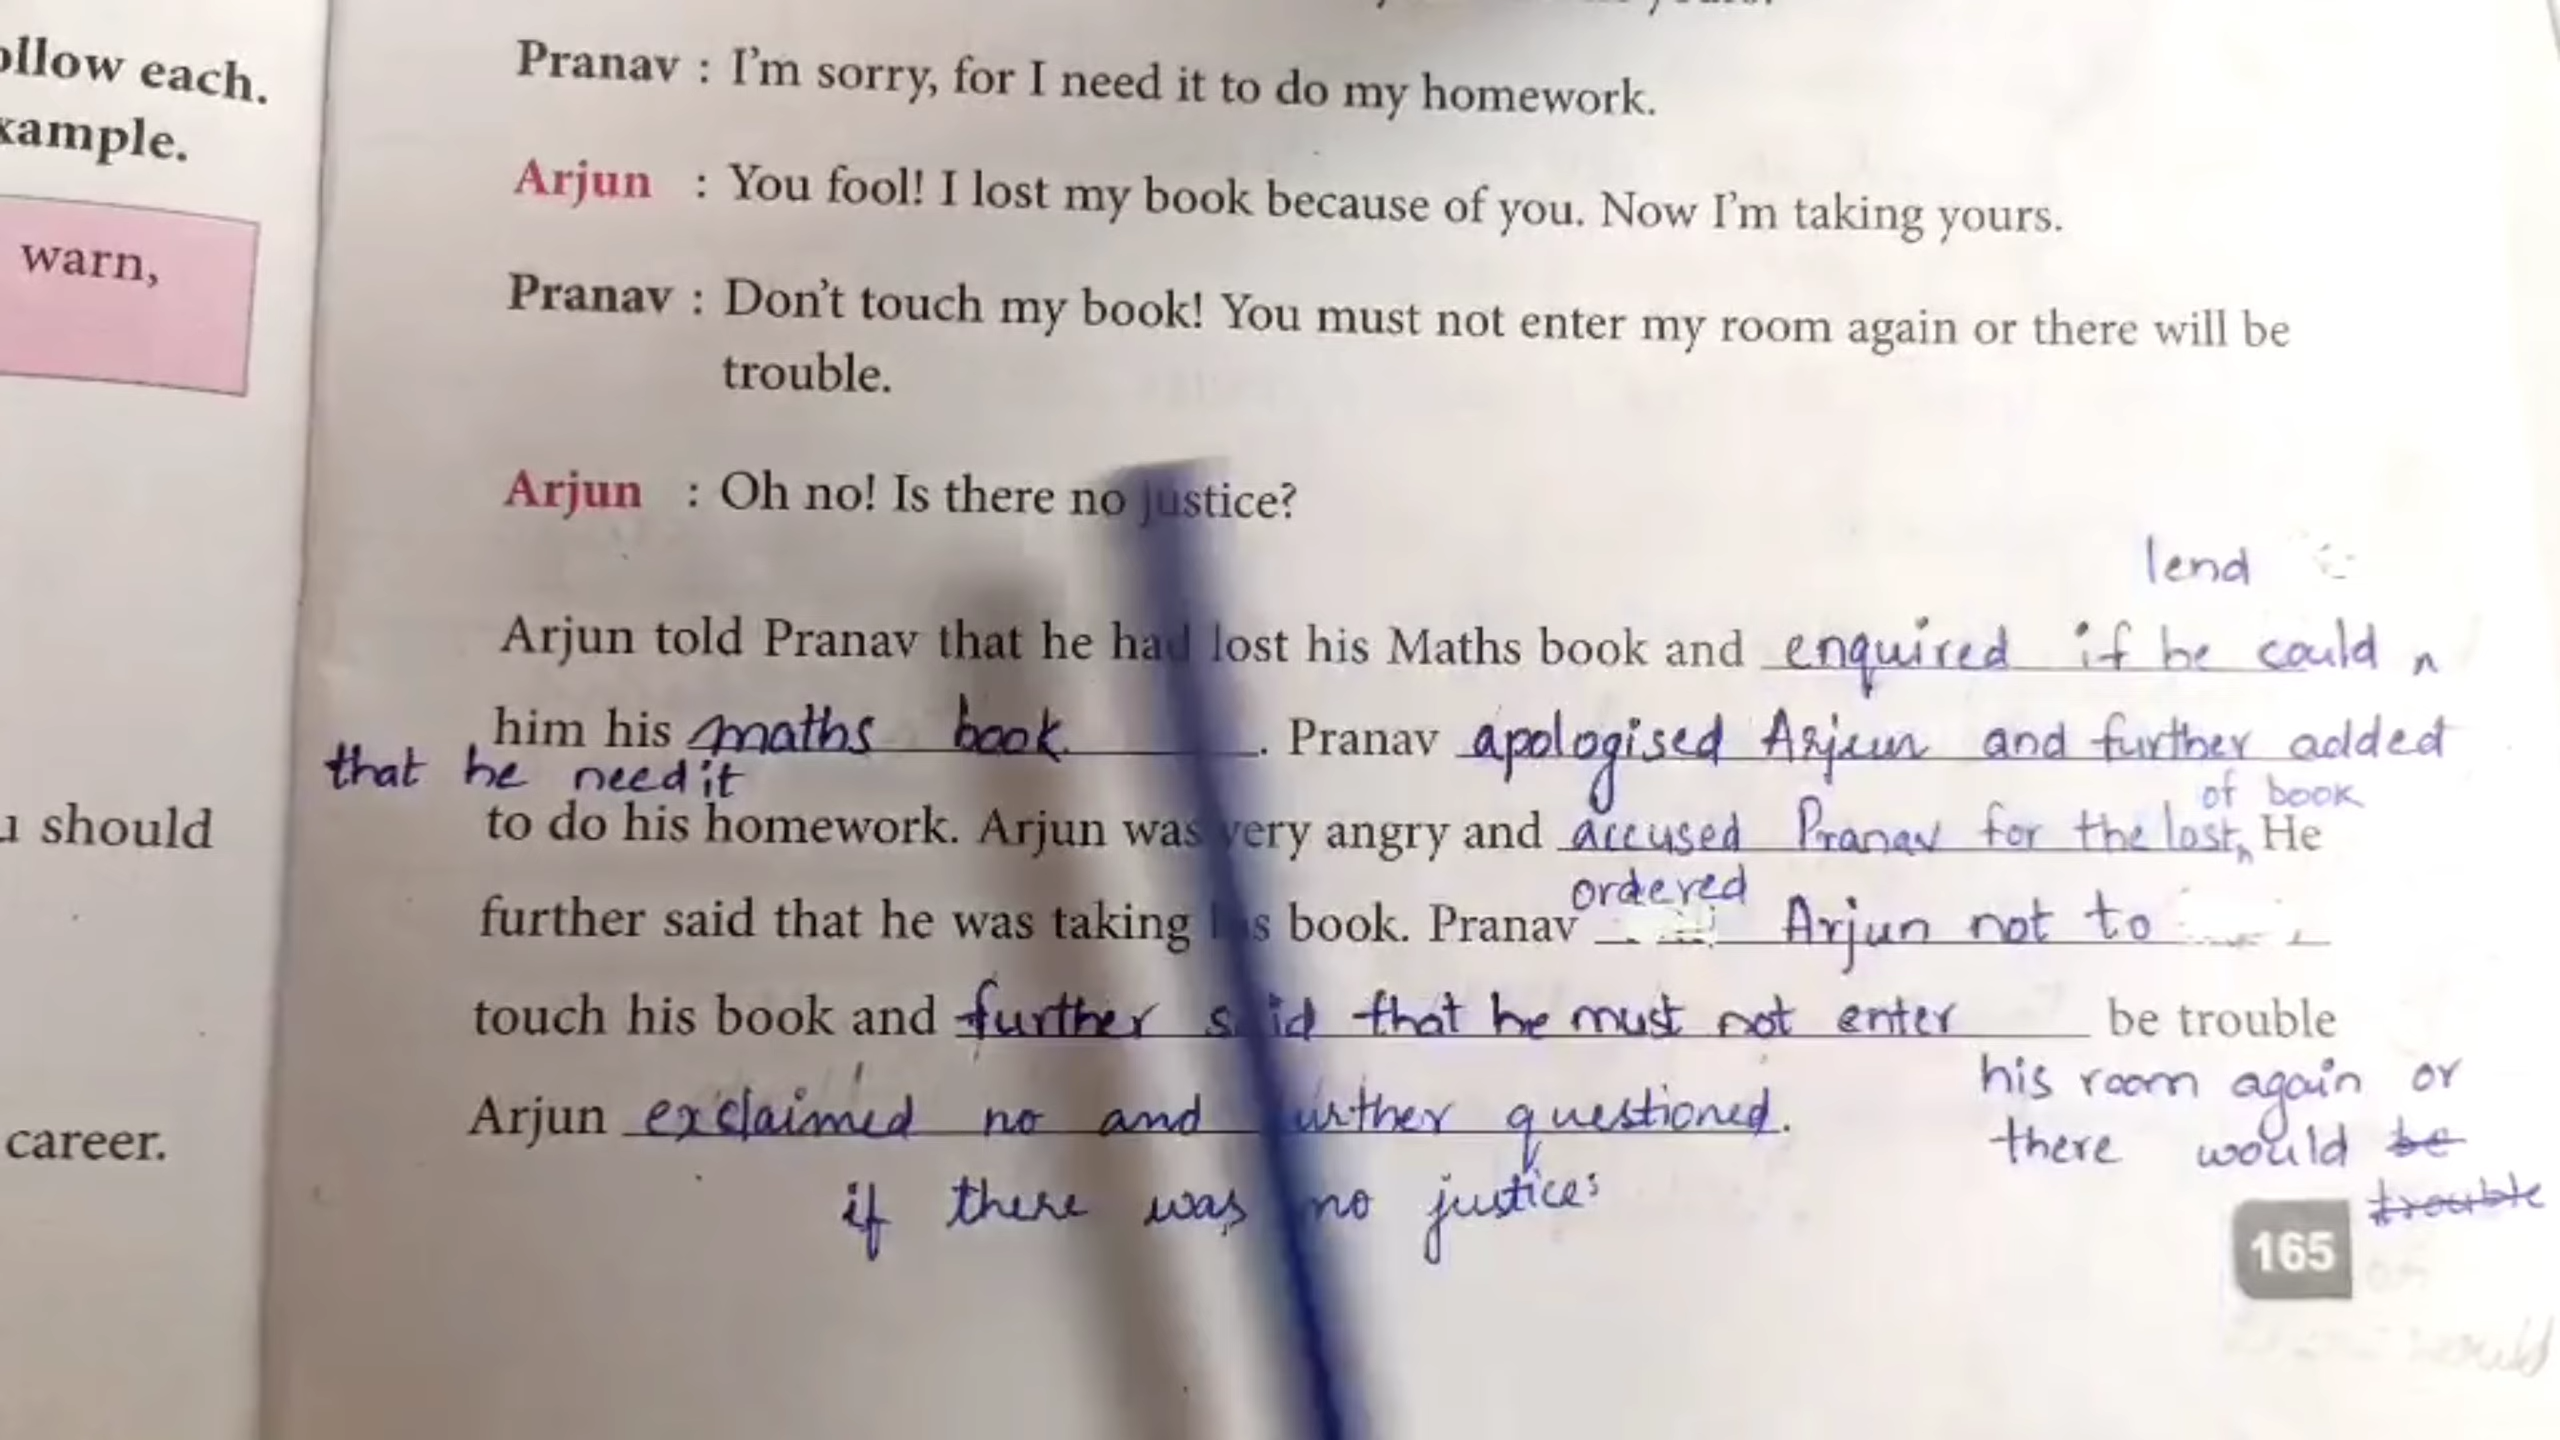 ollow each.
xample.
warn,
u should
career.
Pranav : I'm sorry, for I need it to do my homework.
Arjun : You fool! I lost my book because of you. Now I'm taking yours.
Pranav : Don't touch my book! You must not enter my room again or there will be
trouble.
Arjun : Oh no! Is there no justice?
lend
Arjun told Pranav that he had lost his Maths book and enquired if he could
him his maths book. Pranav apologised Arjun and further added
that he need it
of book
to do his homework. Arjun was very angry and accused Pranav for the lost, He
ordered
further said that he was taking his book. Pranav Arjun not to
touch his book and further said that he must not enter be trouble
his room again or
Arjun exclaimed no and further questioned.
there would be
if there was no justice:
trouble
165